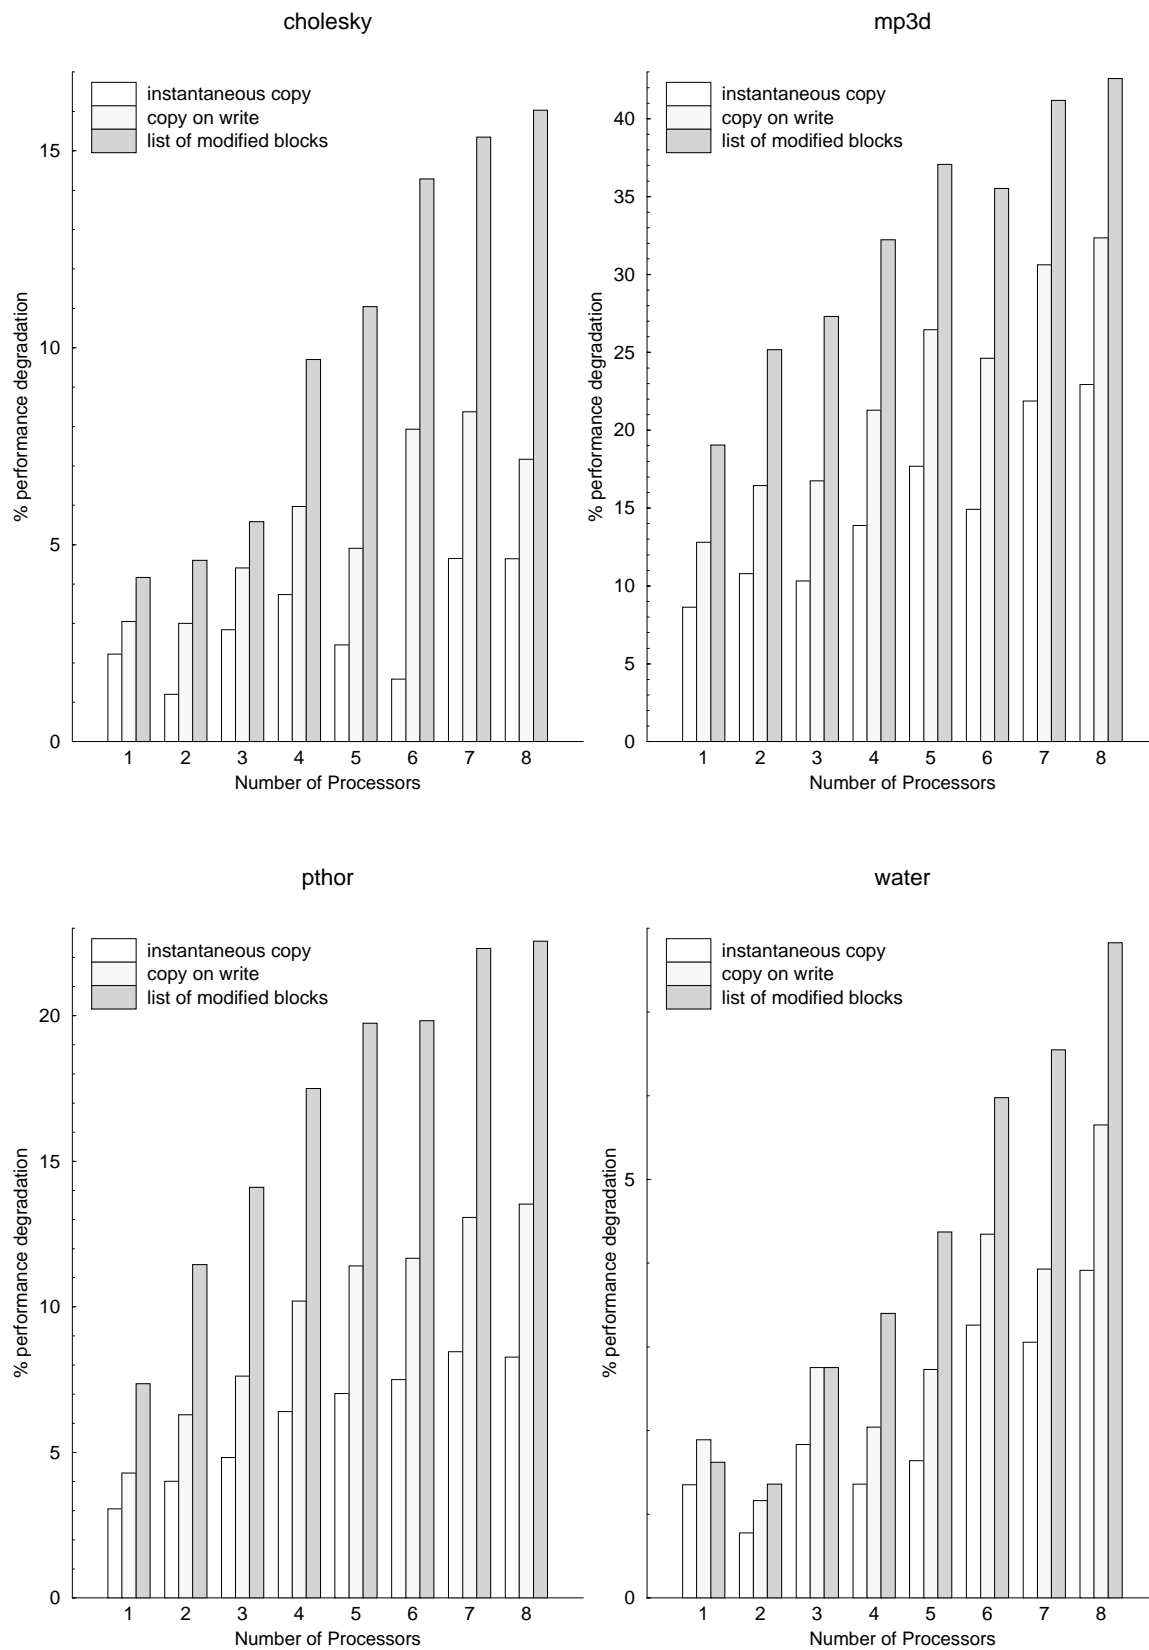 cholesky
instantaneous copy
copy on write
list of modified blocks
15
10
5
0
% performance degradation
1 2 3 4 5 6 7 8
Number of Processors
mp3d
instantaneous copy
copy on write
list of modified blocks
40
35
30
25
20
15
10
5
0
% performance degradation
1 2 3 4 5 6 7 8
Number of Processors
pthor
instantaneous copy
copy on write
list of modified blocks
20
15
10
5
0
% performance degradation
1 2 3 4 5 6 7 8
Number of Processors
water
instantaneous copy
copy on write
list of modified blocks
5
0
% performance degradation
1 2 3 4 5 6 7 8
Number of Processors